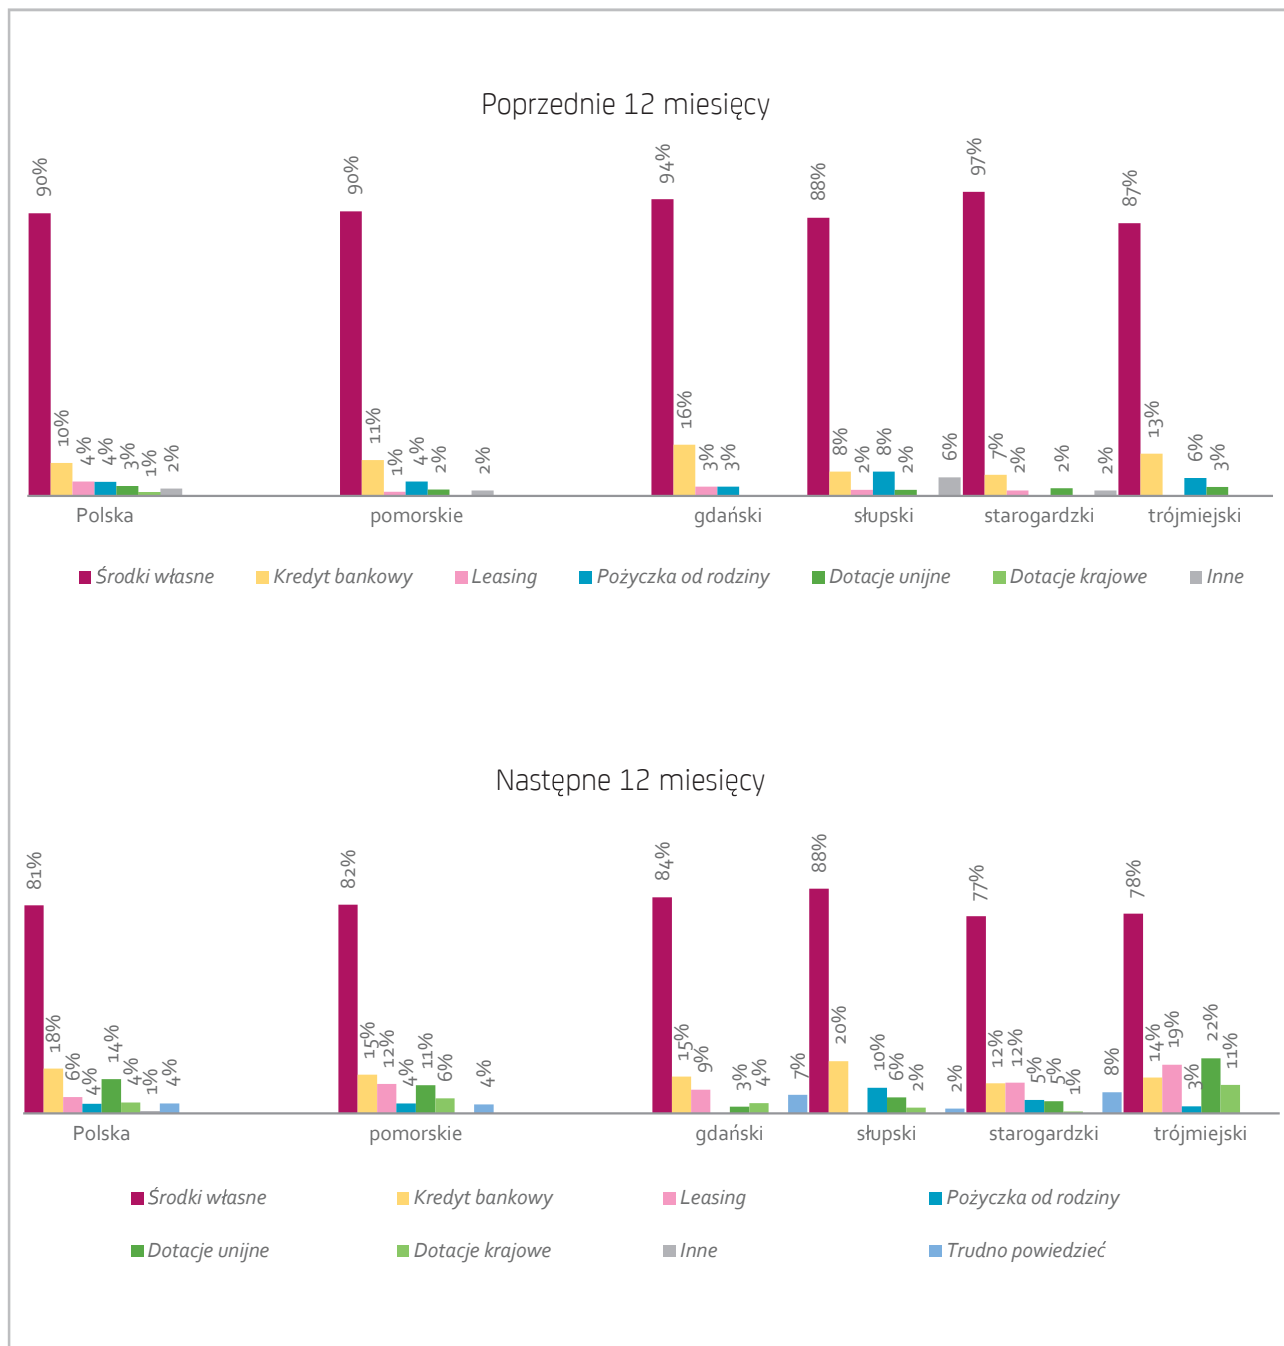 Poprzednie 12 miesięcy
90% 10% 4% 4% 3% 1% 2%
90% 11% 1% 4% 2% 2%
94% 16% 3% 3%
88% 8% 2% 8% 2% 6%
97% 7% 2% 2% 2%
87% 13% 6% 3%
Polska pomorskie gdański słupski starogardzki trójmiejski
Środki własne Kredyt bankowy Leasing Pożyczka od rodziny Dotacje unijne Dotacje krajowe Inne
Następne 12 miesięcy
81% 18% 6% 4% 14% 4% 1% 4%
82% 15% 12% 4% 11% 6% 4%
84% 15% 9% 3% 4% 7%
88% 20% 10% 6% 2% 2%
77% 12% 12% 5% 5% 1% 8%
78% 14% 19% 3% 22% 11%
Polska pomorskie gdański słupski starogardzki trójmiejski
Środki własne Kredyt bankowy Leasing Pożyczka od rodziny
Dotacje unijne Dotacje krajowe Inne Trudno powiedzieć